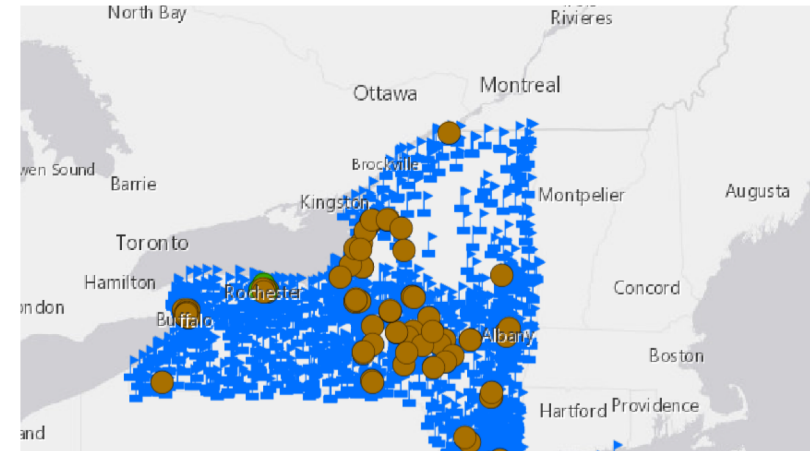 North Bay
Rivieres
Ottawa
Montreal
Brockville
wen Sound
Barrie
Kingston
Montpelier
Augusta
Toronto
Hamilton
Rochester
Concord
ondon
Buffalo
Albany
Boston
Hartford
Providence
and